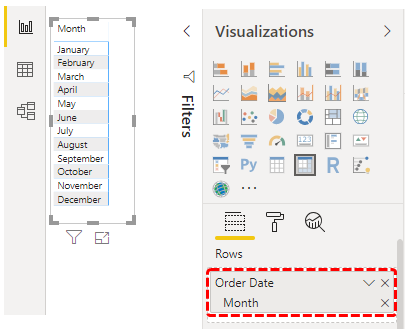 Month
January
February
March
April
May
June
July
August
September
October
November
December
Filters
Visualizations
123
Py
R
Rows
Order Date
Month